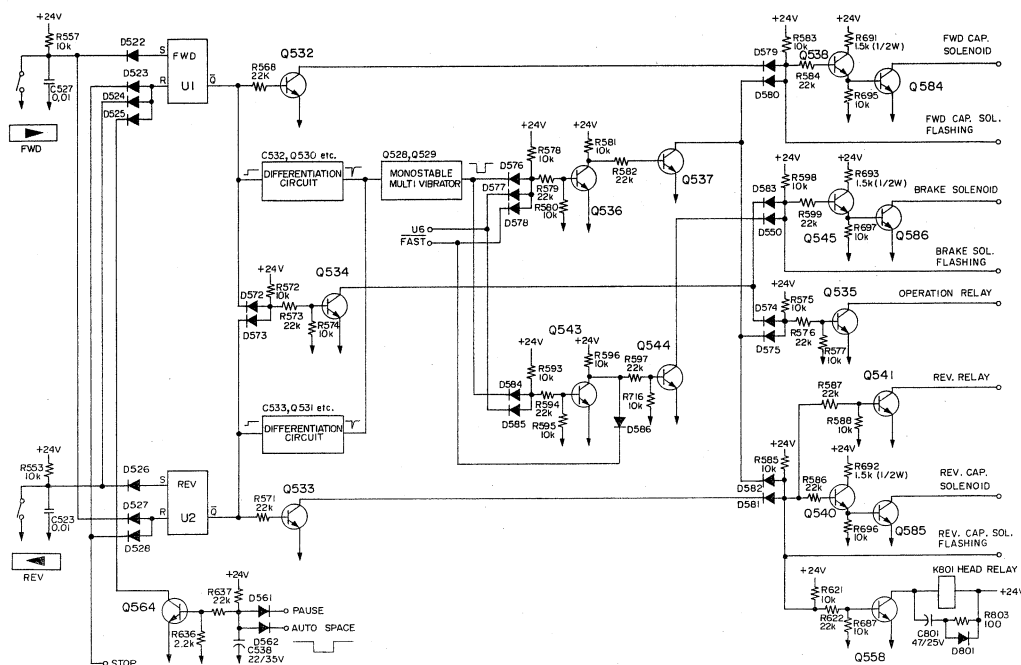 +24V
R557
10k
D522
S
FWD
D523
R
U1
Q̄
D524
D525
C527
0.01
FWD
Q532
R568
22K
C532, Q530 etc.
DIFFERENTIATION
CIRCUIT
Q528, Q529
MONOSTABLE
MULTI VIBRATOR
+24V
R578
10k
D576
D577
D578
R579
22k
R580
10k
+24V
R581
10k
R582
22k
Q536
Q537
U6
FAST
+24V
R572
10k
D572
D573
R573
22k
R574
10k
Q534
C533, Q531 etc.
DIFFERENTIATION
CIRCUIT
+24V
R593
10k
D584
D585
R594
22k
R595
10k
Q543
+24V
R596
10k
R597
22k
Q544
R716
10k
D586
+24V
R583
10k
D579
D580
R584
22k
Q538
+24V
R691
1.5k (1/2W)
R695
10k
Q584
FWD CAP.
SOLENOID
FWD CAP. SOL.
FLASHING
+24V
R598
10k
D583
D550
R599
22k
Q545
+24V
R693
1.5k (1/2W)
R697
10k
Q586
BRAKE SOLENOID
BRAKE SOL.
FLASHING
+24V
R575
10k
D574
D575
R576
22k
R577
10k
Q535
OPERATION RELAY
R587
22k
R588
10k
Q541
REV. RELAY
+24V
R585
10k
D582
D581
R586
22k
Q540
+24V
R692
1.5k (1/2W)
R696
10k
Q585
REV. CAP.
SOLENOID
REV. CAP. SOL.
FLASHING
+24V
R553
10k
D526
S
REV
D527
R
U2
Q̄
D528
C523
0.01
REV
Q533
R571
22K
Q564
R637
22k
R636
2.2k
+24V
D561
PAUSE
AUTO SPACE
D562
C538
22/35V
STOP
+24V
R621
10k
R622
22k
R687
10k
Q558
K801 HEAD RELAY
+24V
C801
47/25V
R803
100
D801